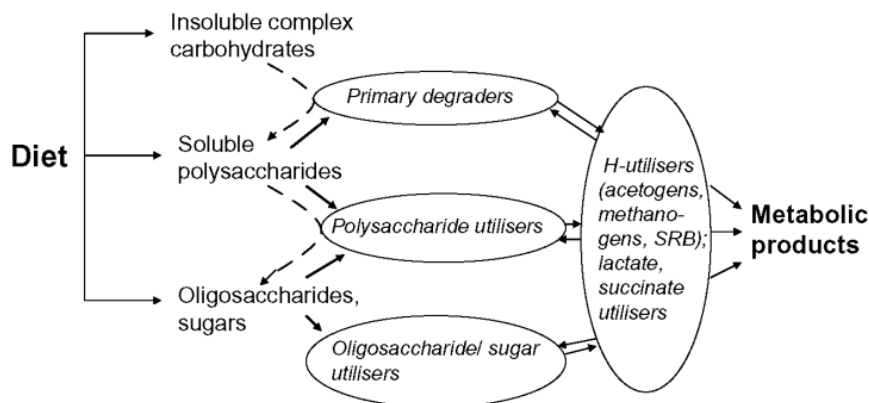 Insoluble complex
carbohydrates
Primary degraders
Diet
Soluble
polysaccharides
H-utilisers
(acetogens,
methano-
gens, SRB);
lactate,
succinate
utilisers
Metabolic
products
Polysaccharide utilisers
Oligosaccharides,
sugars
Oligosaccharide/ sugar
utilisers